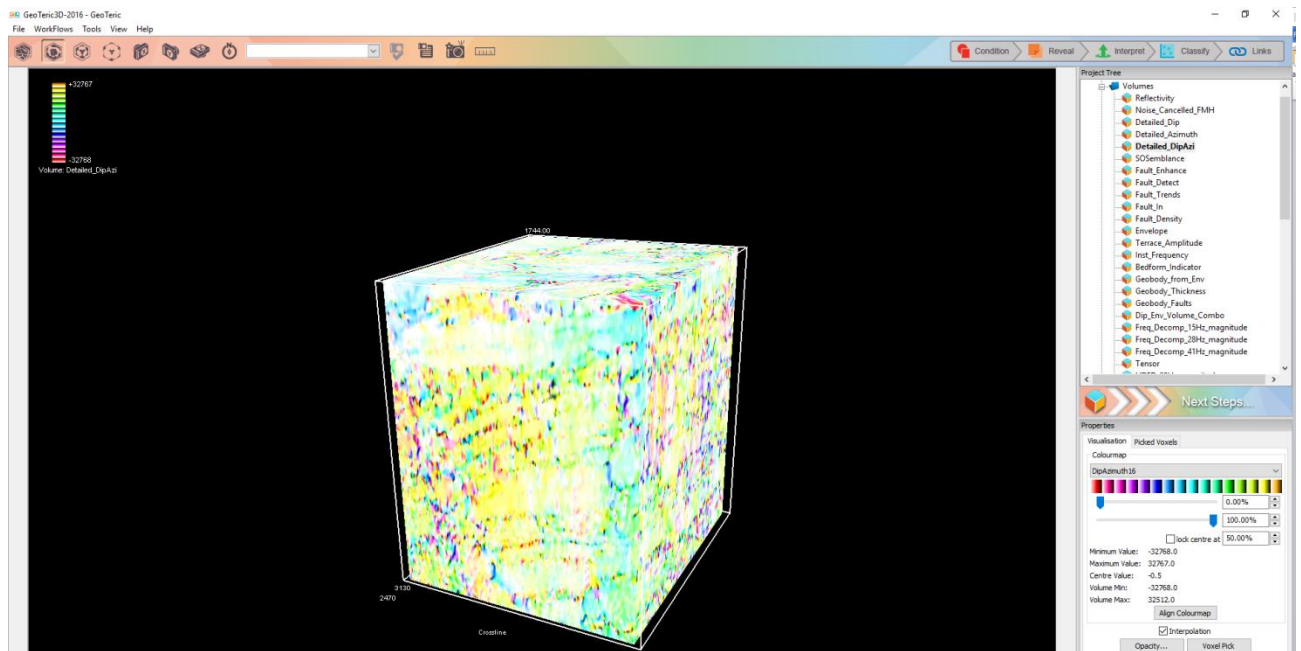 GeoTeric3D-2016 - GeoTeric
File WorkFlows Tools View Help
Condition Reveal Interpret Classify Links
+32767
-32768
Volume: Detailed_DipAzi
1744.00
3130
2470
Crossline
Project Tree
Volumes
Reflectivity
Noise_Cancelled_FMH
Detailed_Dip
Detailed_Azimuth
Detailed_DipAzi
SOSemblance
Fault_Enhance
Fault_Detect
Fault_Trends
Fault_In
Fault_Density
Envelope
Terrace_Amplitude
Inst_Frequency
Bedform_Indicator
Geobody_from_Env
Geobody_Thickness
Geobody_Faults
Dip_Env_Volume_Combo
Freq_Decomp_15Hz_magnitude
Freq_Decomp_28Hz_magnitude
Freq_Decomp_41Hz_magnitude
Tensor
Next Steps...
Properties
Visualisation Picked Voxels
Colourmap
DipAzimuth16
0.00%
100.00%
lock centre at 50.00%
Minimum Value: -32768.0
Maximum Value: 32767.0
Centre Value: -0.5
Volume Min: -32768.0
Volume Max: 32512.0
Align Colourmap
Interpolation
Opacity... Voxel Pick